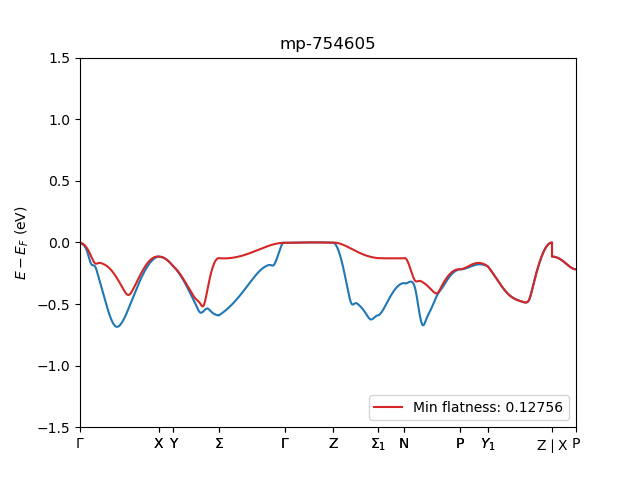 mp-754605
E − E_F (eV)
1.5
1.0
0.5
0.0
−0.5
−1.0
−1.5
Min flatness: 0.12756
Γ X Y Σ Γ Z Σ₁ N P Y₁ Z | X P